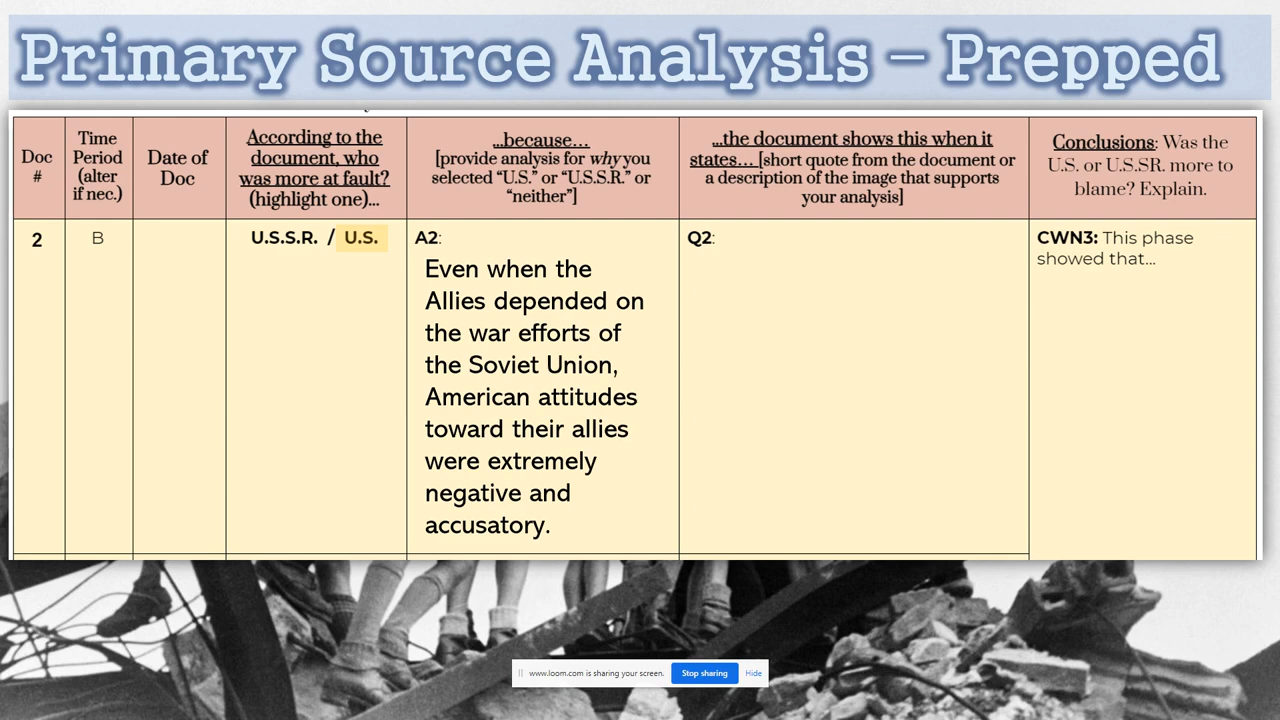 Primary Source Analysis – Prepped
Doc
#
Time
Period
(alter
if nec.)
Date of
Doc
According to the
document, who
was more at fault?
(highlight one)...
...because...
[provide analysis for why you
selected “U.S.” or “U.S.S.R.” or
“neither”]
...the document shows this when it
states... [short quote from the document or
a description of the image that supports
your analysis]
Conclusions: Was the
U.S. or U.S.SR. more to
blame? Explain.
2
B
U.S.S.R. / U.S.
A2:
Even when the
Allies depended on
the war efforts of
the Soviet Union,
American attitudes
toward their allies
were extremely
negative and
accusatory.
Q2:
CWN3: This phase
showed that...
www.loom.com is sharing your screen.
Stop sharing
Hide